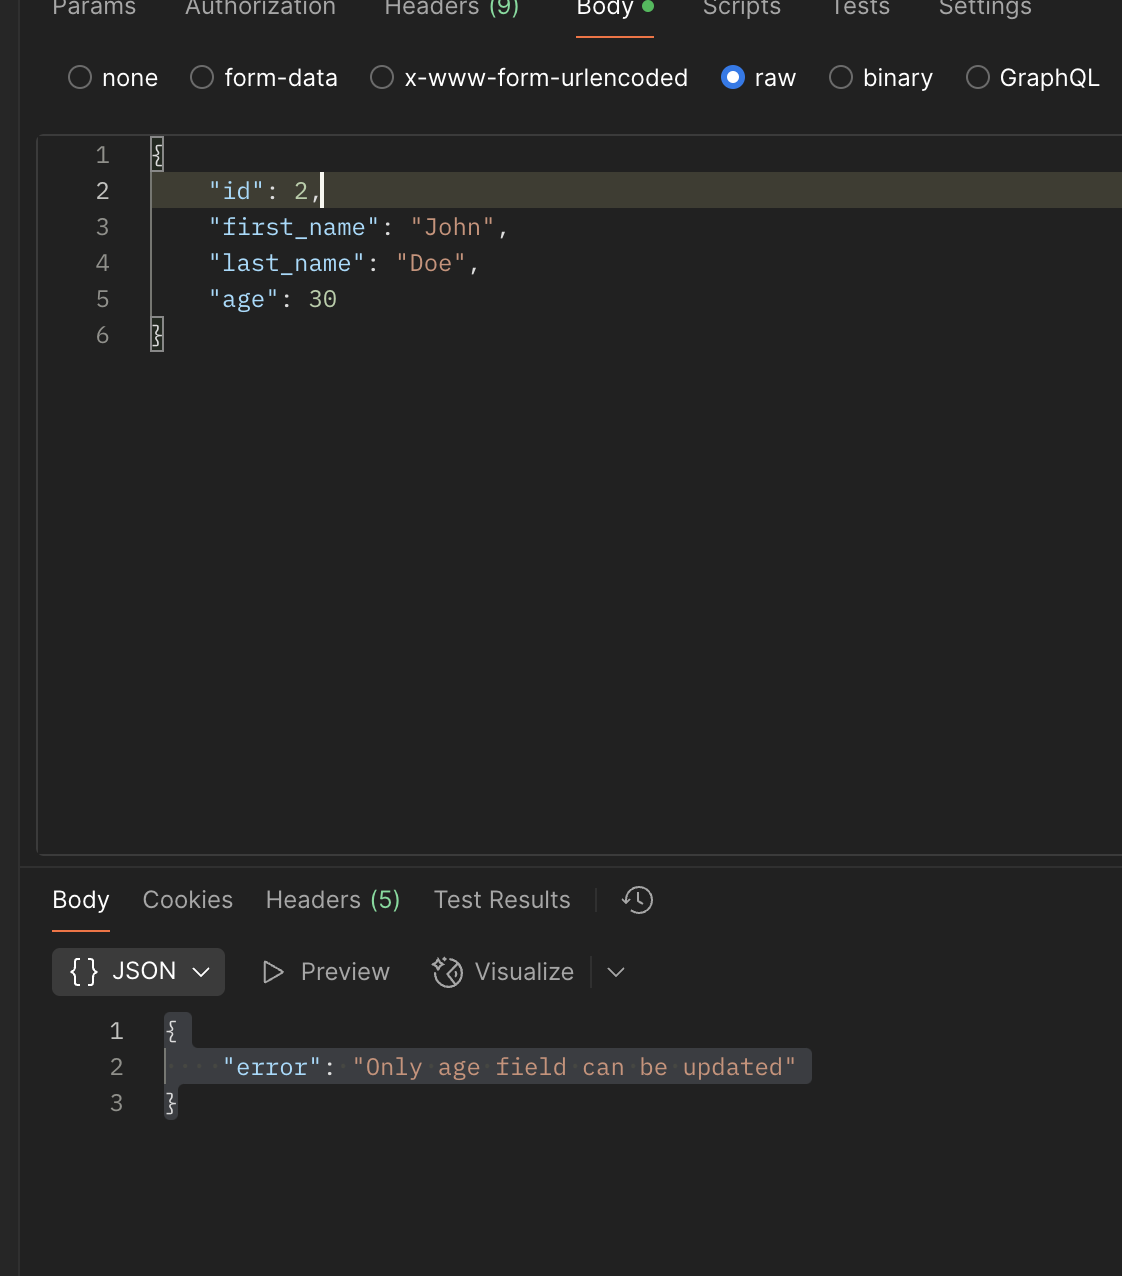 Params Authorization Headers (9) Body Scripts Tests Settings
none form-data x-www-form-urlencoded raw binary GraphQL
1 {
2 "id": 2,
3 "first_name": "John",
4 "last_name": "Doe",
5 "age": 30
6 }
Body Cookies Headers (5) Test Results
{} JSON Preview Visualize
1 {
2 "error": "Only age field can be updated"
3 }